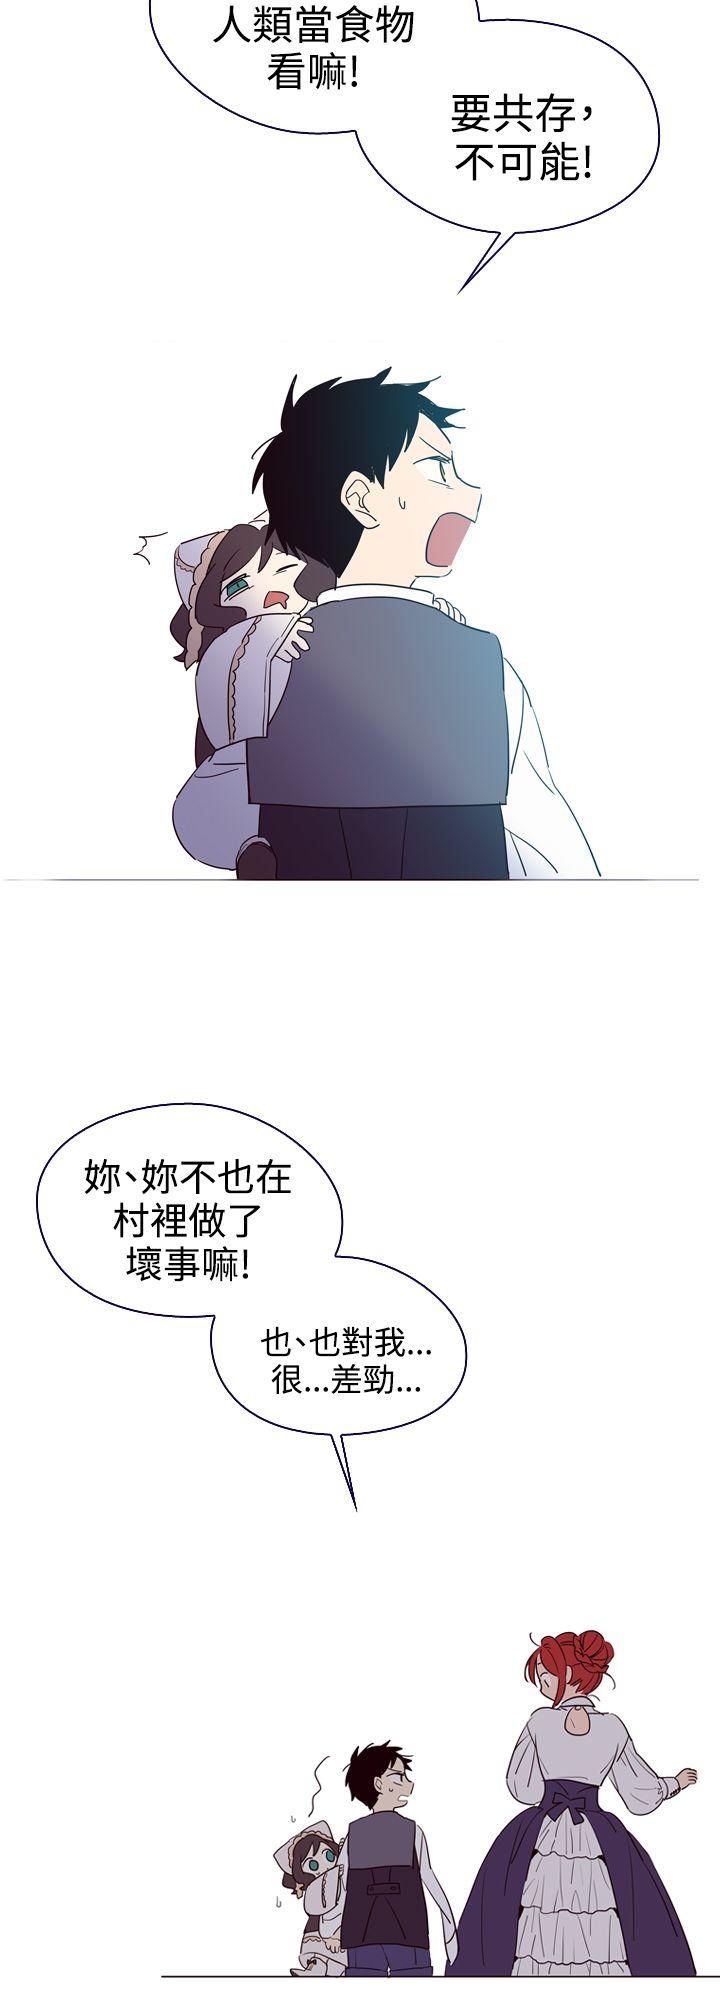 人類當食物
看嘛!
要共存,
不可能!
妳、妳不也在
村裡做了
壞事嘛!
也、也對我...
很...差勁...